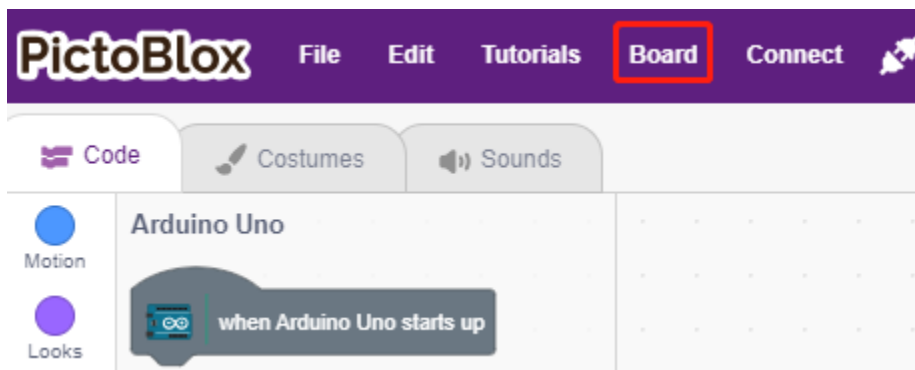 PictoBlox File Edit Tutorials Board Connect
Code Costumes Sounds
Arduino Uno
Motion
when Arduino Uno starts up
Looks